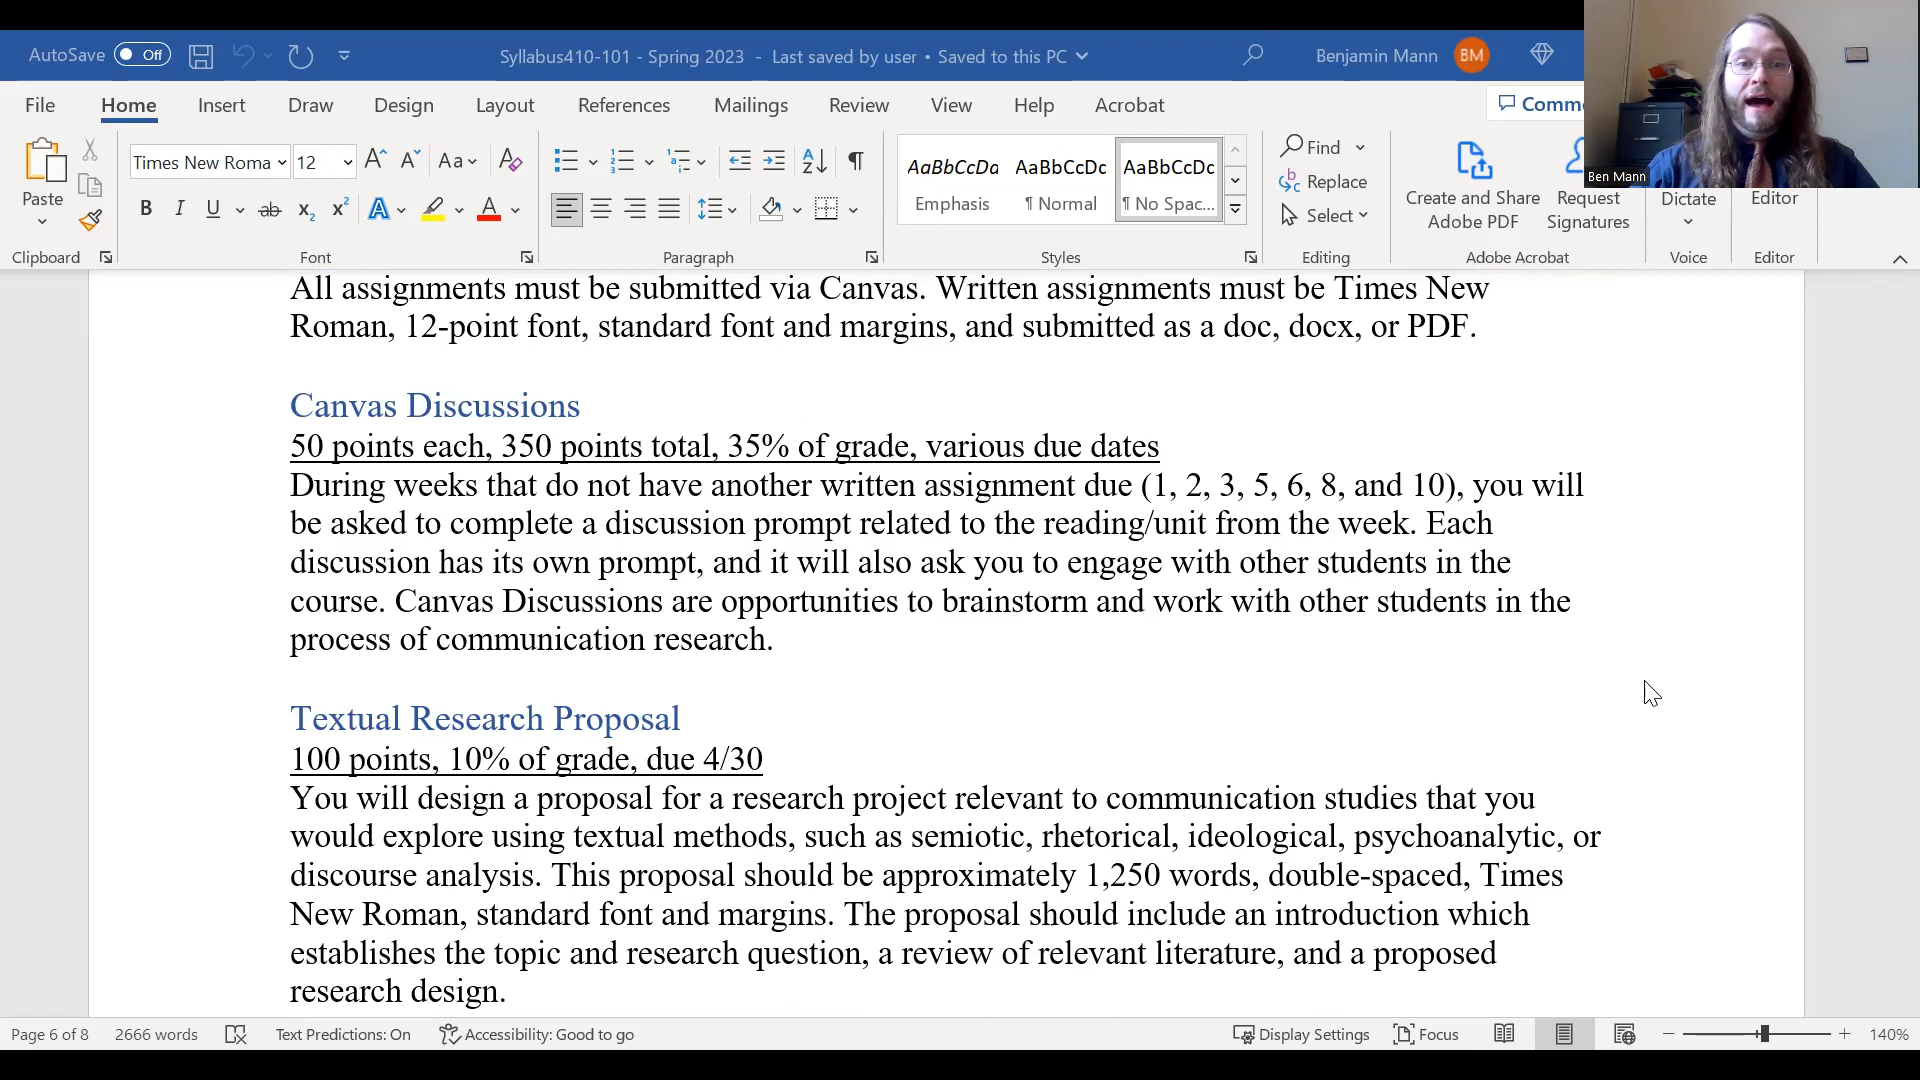 AutoSave Off Syllabus410-101 - Spring 2023 - Last saved by user • Saved to this PC Benjamin Mann BM
File Home Insert Draw Design Layout References Mailings Review View Help Acrobat Comme
Times New Roma 12 Aa AaBbCcDd AaBbCcDc AaBbCcDc Find
Paste Emphasis ¶ Normal ¶ No Spac... Replace
B I U ab x2 x2 A A Select
Create and Share Adobe PDF Request Signatures Dictate Editor
Clipboard Font Paragraph Styles Editing Adobe Acrobat Voice Editor
Ben Mann
All assignments must be submitted via Canvas. Written assignments must be Times New
Roman, 12-point font, standard font and margins, and submitted as a doc, docx, or PDF.
Canvas Discussions
50 points each, 350 points total, 35% of grade, various due dates
During weeks that do not have another written assignment due (1, 2, 3, 5, 6, 8, and 10), you will
be asked to complete a discussion prompt related to the reading/unit from the week. Each
discussion has its own prompt, and it will also ask you to engage with other students in the
course. Canvas Discussions are opportunities to brainstorm and work with other students in the
process of communication research.
Textual Research Proposal
100 points, 10% of grade, due 4/30
You will design a proposal for a research project relevant to communication studies that you
would explore using textual methods, such as semiotic, rhetorical, ideological, psychoanalytic, or
discourse analysis. This proposal should be approximately 1,250 words, double-spaced, Times
New Roman, standard font and margins. The proposal should include an introduction which
establishes the topic and research question, a review of relevant literature, and a proposed
research design.
Page 6 of 8 2666 words Text Predictions: On Accessibility: Good to go Display Settings Focus 140%